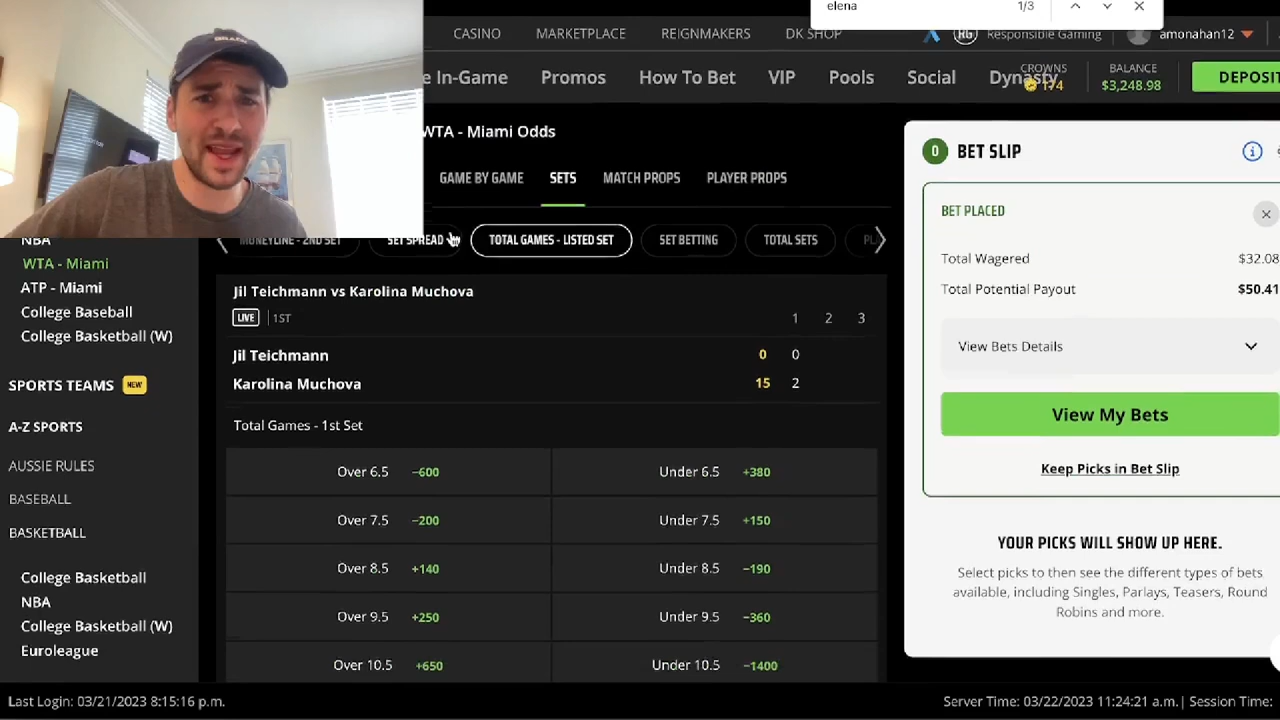 elena 1/3
CASINO MARKETPLACE REIGNMAKERS DK SHOP RG Responsible Gaming amonahan12
e In-Game Promos How To Bet VIP Pools Social Dynasty
CROWNS
174
BALANCE
$3,248.98
DEPOSIT
WTA - Miami Odds
GAME BY GAME SETS MATCH PROPS PLAYER PROPS
MONEYLINE - 2ND SET SET SPREAD TOTAL GAMES - LISTED SET SET BETTING TOTAL SETS
NBA
WTA - Miami
ATP - Miami
College Baseball
College Basketball (W)
SPORTS TEAMS NEW
A-Z SPORTS
AUSSIE RULES
BASEBALL
BASKETBALL
College Basketball
NBA
College Basketball (W)
Euroleague
Jil Teichmann vs Karolina Muchova
LIVE 1ST 1 2 3
Jil Teichmann 0 0
Karolina Muchova 15 2
Total Games - 1st Set
Over 6.5 −600 Under 6.5 +380
Over 7.5 −200 Under 7.5 +150
Over 8.5 +140 Under 8.5 −190
Over 9.5 +250 Under 9.5 −360
Over 10.5 +650 Under 10.5 −1400
0 BET SLIP
BET PLACED
Total Wagered $32.08
Total Potential Payout $50.41
View Bets Details
View My Bets
Keep Picks in Bet Slip
YOUR PICKS WILL SHOW UP HERE.
Select picks to then see the different types of bets
available, including Singles, Parlays, Teasers, Round
Robins and more.
Last Login: 03/21/2023 8:15:16 p.m.
Server Time: 03/22/2023 11:24:21 a.m.| Session Time: